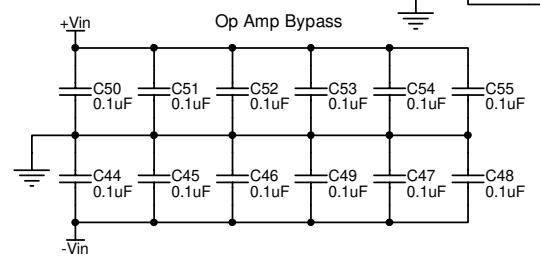 Op Amp Bypass
+Vin
C50 C51 C52 C53 C54 C55
0.1uF 0.1uF 0.1uF 0.1uF 0.1uF 0.1uF
C44 C45 C46 C49 C47 C48
0.1uF 0.1uF 0.1uF 0.1uF 0.1uF 0.1uF
-Vin